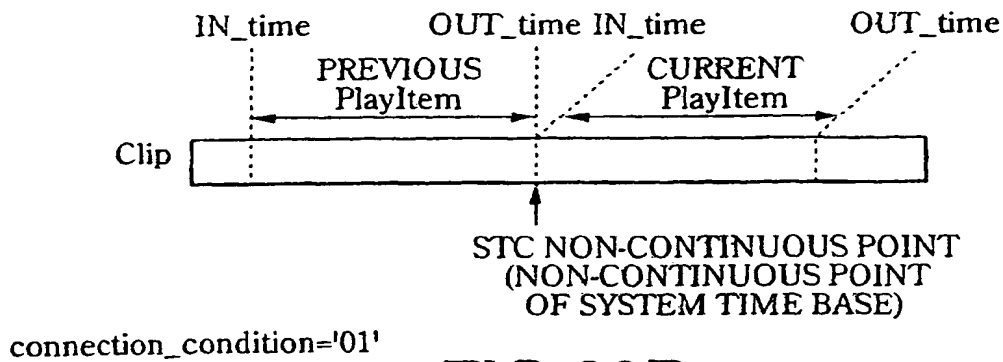 IN_time OUT_time IN_time OUT_time
PREVIOUS PlayItem
CURRENT PlayItem
Clip
STC NON-CONTINUOUS POINT
(NON-CONTINUOUS POINT
OF SYSTEM TIME BASE)
connection_condition='01'